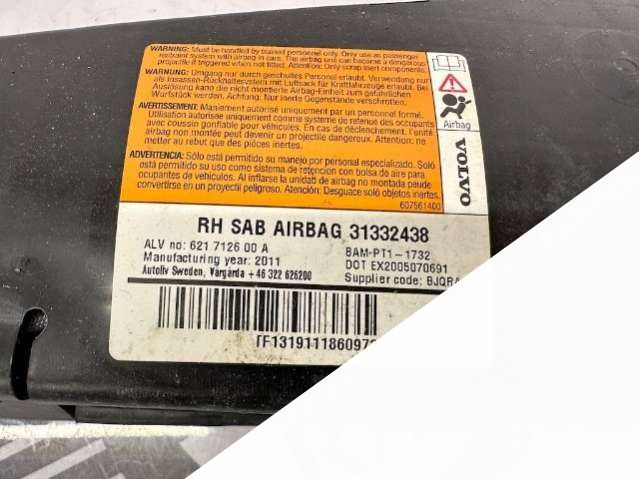 WARNING: Must be handled by trained personnel only. Only use as passenger
restraint system with airbag in cars. The airbag unit can become a dangerous
projectile if triggered when not installed. Attention: Only scrap inert components.
WARNUNG: Umgang nur durch geschultes Personal erlaubt. Verwendung nur
als Insassen-Rückhaltesystem mit Luftsack für Kraftfahrzeuge erlaubt. Bei
Auslösung kann die nicht montierte Airbag-Einheit zum gefährlichen
Wurfstück werden. Achtung: Nur inerte Gegenstände verschrotten.
AVERTISSEMENT: Maniement autorisé uniquement par un personnel formé.
Utilisation autorisée uniquement comme système de retenue des occupants
avec coussin gonflable pour véhicules. En cas de déclenchement, l'unité
airbag non montée peut devenir un projectile dangereux. Attention: ne
mettre au rebut que des pièces inertes.
ADVERTENCIA: Sólo está permitido su manejo por personal especializado. Solo
está permitido su uso como sistema de retención con bolsa de aire para
ocupantes de vehículos. Al inflarse la unidad de airbag no montada puede
convertirse en un proyectil peligroso. Atención: Desguace solo objetos inertes.
607561400
Airbag
VOLVO
RH SAB AIRBAG 31332438
ALV no: 621 7126 00 A
8AM-PT1-1732
Manufacturing year: 2011
DOT EX2005070691
Autoliv Sweden, Vargarda +46 322 626200
Supplier code: BJQRA
TF1319111860973